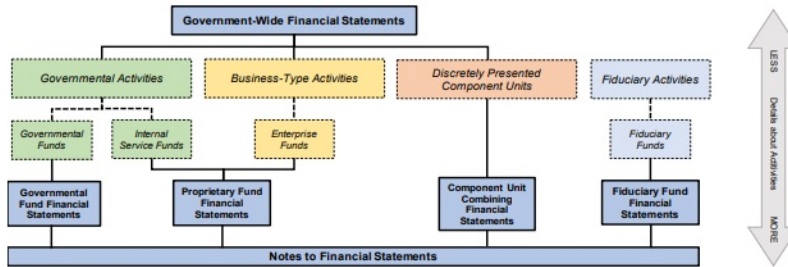 Government-Wide Financial Statements
Governmental Activities
Business-Type Activities
Discretely Presented
Component Units
Fiduciary Activities
Governmental
Funds
Internal
Service Funds
Enterprise
Funds
Fiduciary
Funds
Governmental
Fund Financial
Statements
Proprietary Fund
Financial
Statements
Component Unit
Combining
Financial
Statements
Fiduciary Fund
Financial
Statements
Notes to Financial Statements
LESS
Details about Activities
MORE